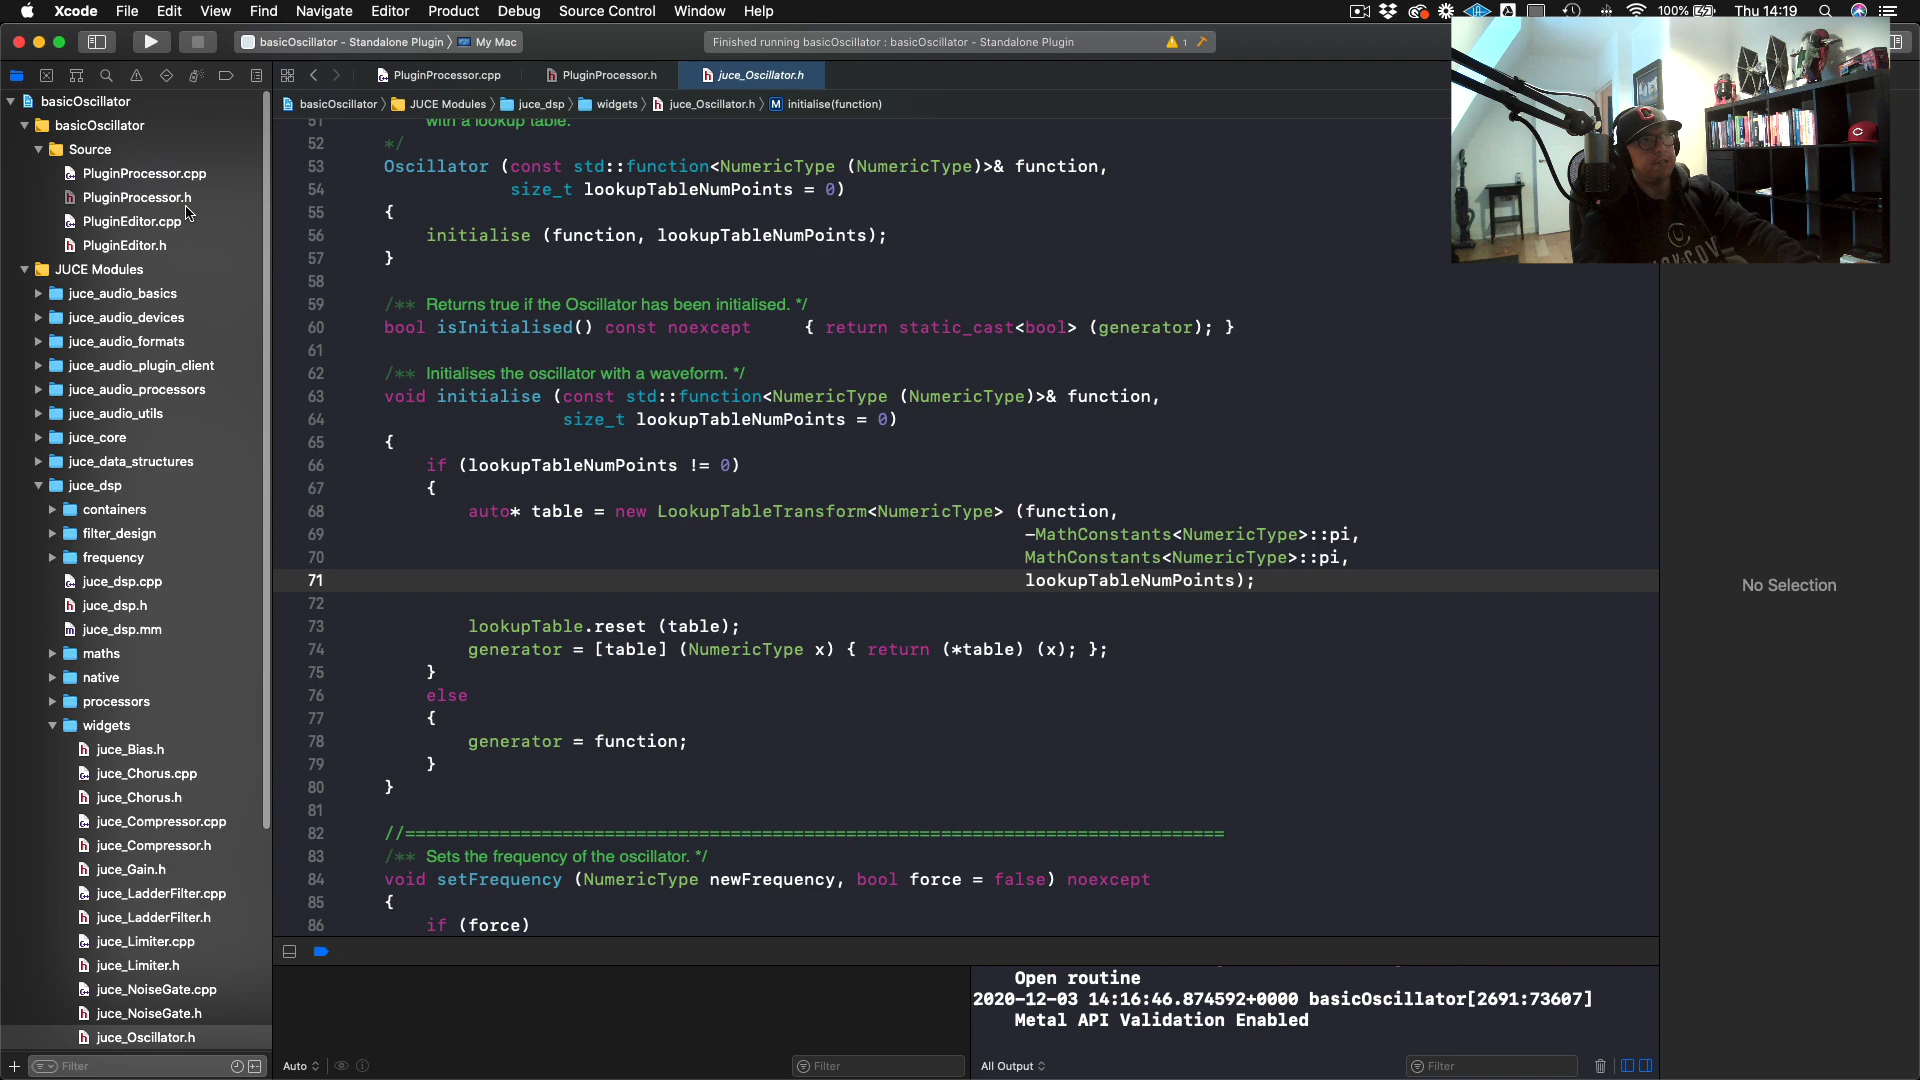 Xcode File Edit View Find Navigate Editor Product Debug Source Control Window Help
100% Thu 14:19
basicOscillator - Standalone Plugin My Mac
Finished running basicOscillator : basicOscillator - Standalone Plugin
1
PluginProcessor.cpp
PluginProcessor.h
juce_Oscillator.h
basicOscillator JUCE Modules juce_dsp widgets juce_Oscillator.h M initialise(function)
basicOscillator
basicOscillator
Source
PluginProcessor.cpp
PluginProcessor.h
PluginEditor.cpp
PluginEditor.h
JUCE Modules
juce_audio_basics
juce_audio_devices
juce_audio_formats
juce_audio_plugin_client
juce_audio_processors
juce_audio_utils
juce_core
juce_data_structures
juce_dsp
containers
filter_design
frequency
juce_dsp.cpp
juce_dsp.h
juce_dsp.mm
maths
native
processors
widgets
juce_Bias.h
juce_Chorus.cpp
juce_Chorus.h
juce_Compressor.cpp
juce_Compressor.h
juce_Gain.h
juce_LadderFilter.cpp
juce_LadderFilter.h
juce_Limiter.cpp
juce_Limiter.h
juce_NoiseGate.cpp
juce_NoiseGate.h
juce_Oscillator.h
Filter
51 with a lookup table.
52 */
53 Oscillator (const std::function<NumericType (NumericType)>& function,
54 size_t lookupTableNumPoints = 0)
55 {
56 initialise (function, lookupTableNumPoints);
57 }
58
59 /** Returns true if the Oscillator has been initialised. */
60 bool isInitialised() const noexcept { return static_cast<bool> (generator); }
61
62 /** Initialises the oscillator with a waveform. */
63 void initialise (const std::function<NumericType (NumericType)>& function,
64 size_t lookupTableNumPoints = 0)
65 {
66 if (lookupTableNumPoints != 0)
67 {
68 auto* table = new LookupTableTransform<NumericType> (function,
69 -MathConstants<NumericType>::pi,
70 MathConstants<NumericType>::pi,
71 lookupTableNumPoints);
72
73 lookupTable.reset (table);
74 generator = [table] (NumericType x) { return (*table) (x); };
75 }
76 else
77 {
78 generator = function;
79 }
80 }
81
82 //==============================================================================
83 /** Sets the frequency of the oscillator. */
84 void setFrequency (NumericType newFrequency, bool force = false) noexcept
85 {
86 if (force)
No Selection
Open routine
2020-12-03 14:16:46.874592+0000 basicOscillator[2691:73607]
Metal API Validation Enabled
Auto
Filter
All Output
Filter